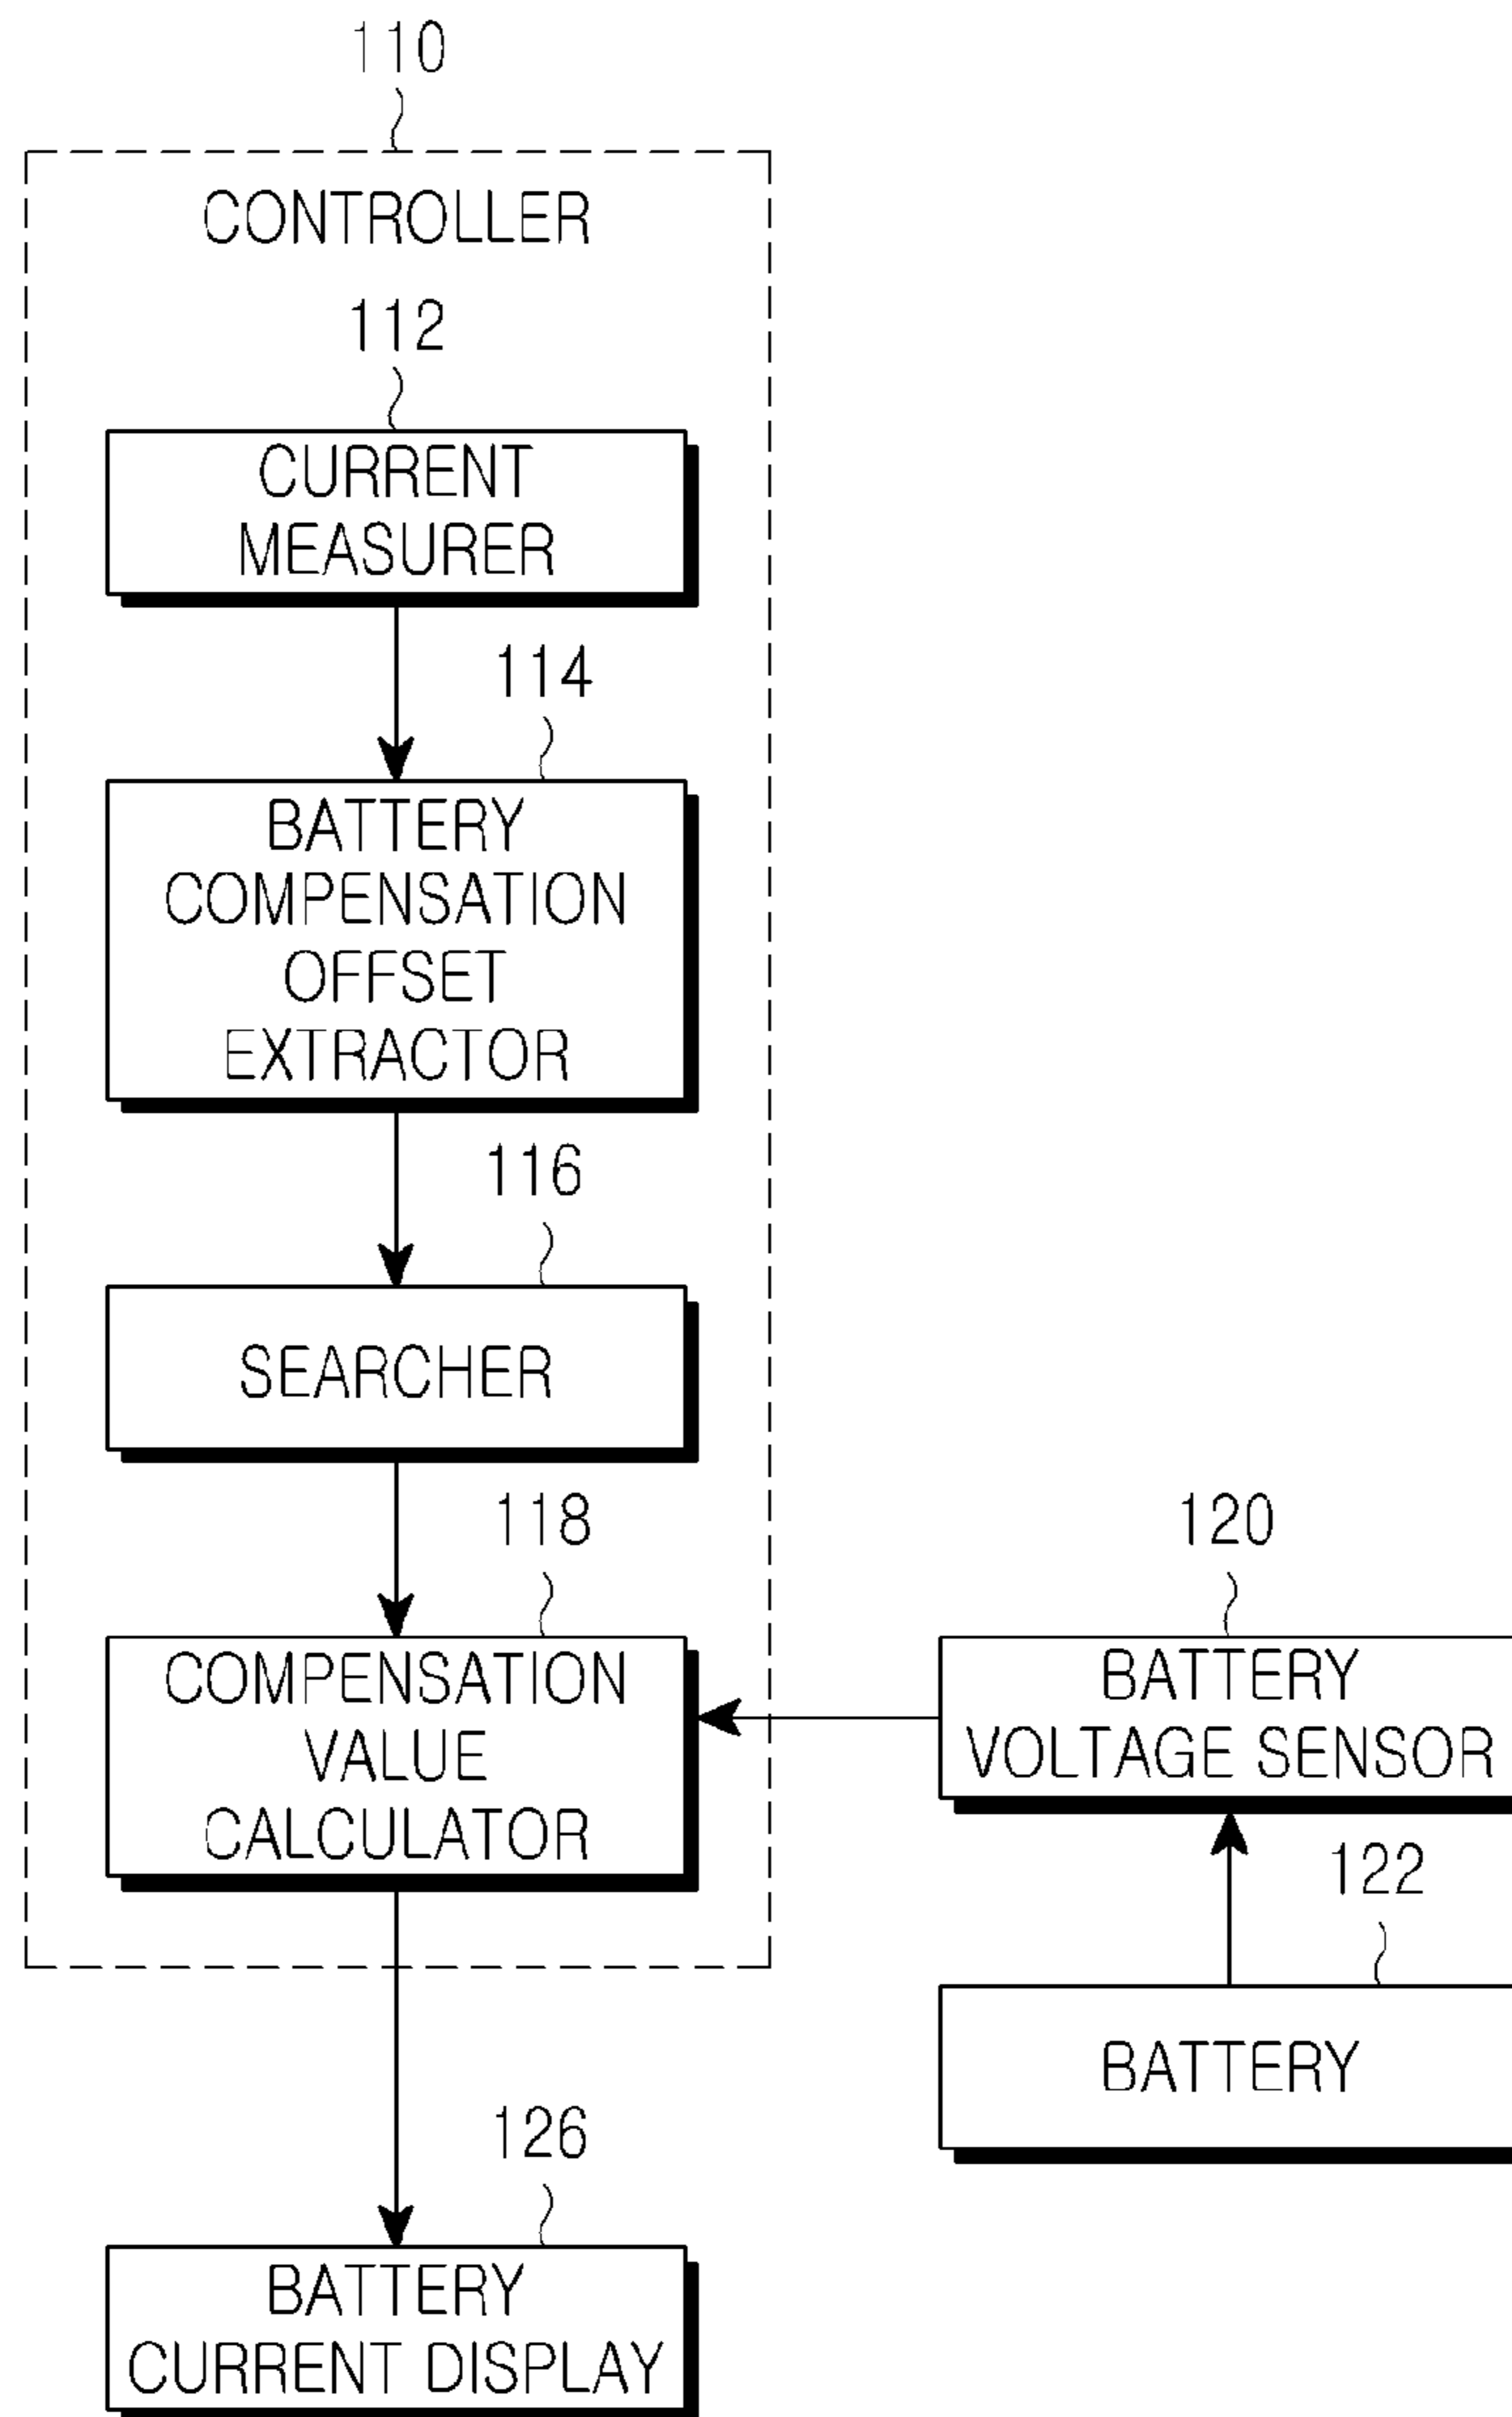 110
CONTROLLER
112
CURRENT
MEASURER
114
BATTERY
COMPENSATION
OFFSET
EXTRACTOR
116
SEARCHER
118
COMPENSATION
VALUE
CALCULATOR
120
BATTERY
VOLTAGE SENSOR
122
BATTERY
126
BATTERY
CURRENT DISPLAY